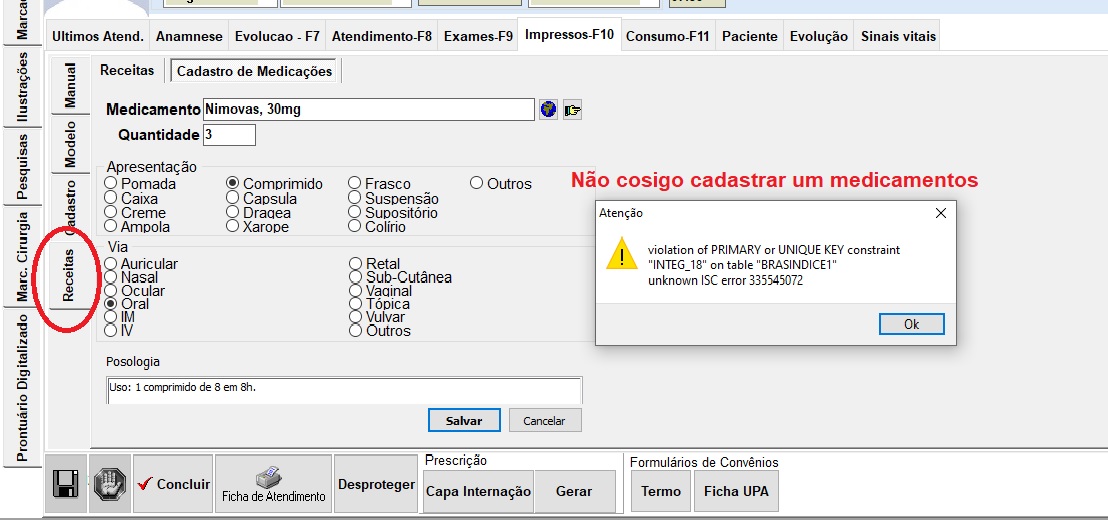 Marca
Ilustrações
Pesquisas
Marc. Cirurgia
Prontuário Digitalizado
Ultimos Atend. Anamnese Evolucao - F7 Atendimento-F8 Exames-F9 Impressos-F10 Consumo-F11 Paciente Evolução Sinais vitais
Manual
Modelo
Cadastro
Receitas
Receitas Cadastro de Medicações
Medicamento Nimovas, 30mg
Quantidade 3
Apresentação
Pomada Comprimido Frasco Outros
Caixa Capsula Suspensão
Creme Dragea Supositório
Ampola Xarope Colírio
Não cosigo cadastrar um medicamentos
Atenção
violation of PRIMARY or UNIQUE KEY constraint
"INTEG_18" on table "BRASINDICE1"
unknown ISC error 335545072
Ok
Via
Auricular Retal
Nasal Sub-Cutânea
Ocular Vaginal
Oral Tópica
IM Vulvar
IV Outros
Posologia
Uso: 1 comprimido de 8 em 8h.
Salvar Cancelar
Concluir
Ficha de Atendimento
Desproteger
Prescrição
Capa Internação Gerar
Formulários de Convênios
Termo Ficha UPA